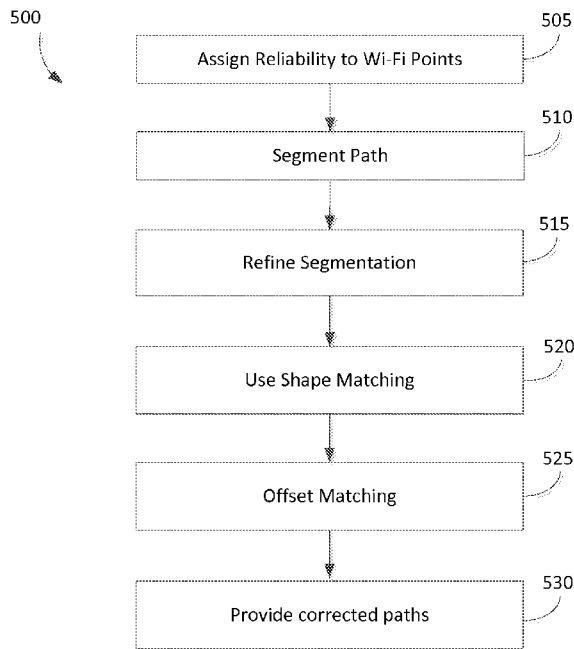 500
505
Assign Reliability to Wi-Fi Points
510
Segment Path
515
Refine Segmentation
520
Use Shape Matching
525
Offset Matching
530
Provide corrected paths